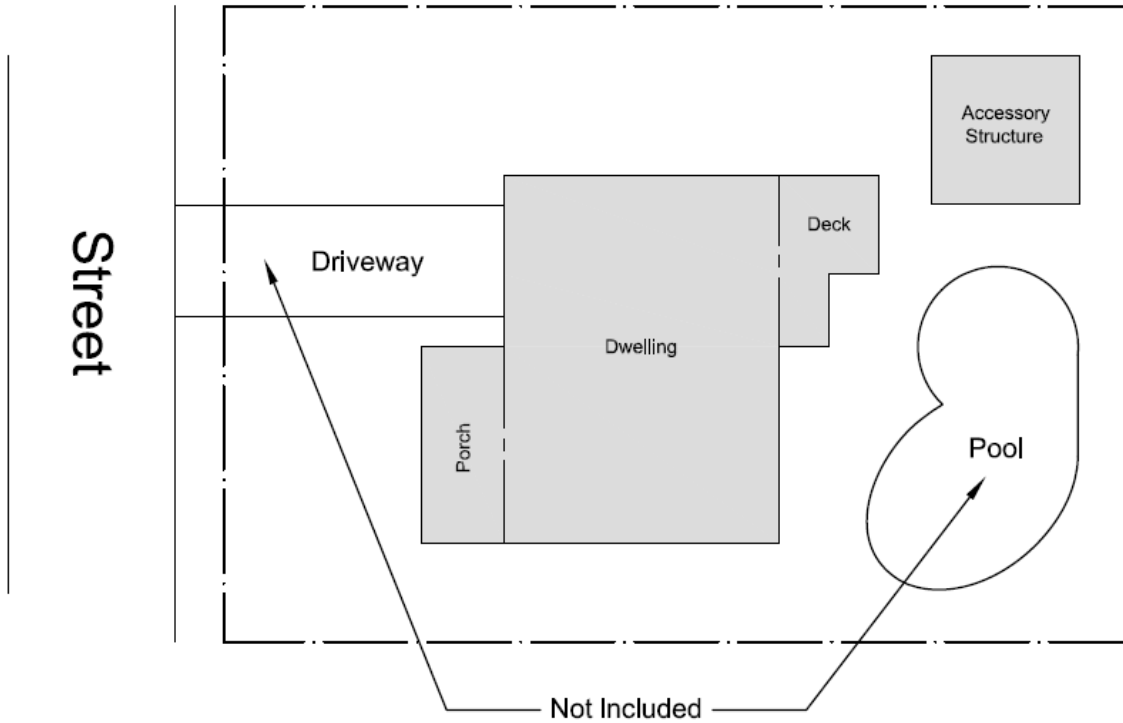 Accessory
Structure
Deck
Driveway
Street
Dwelling
Porch
Pool
Not Included